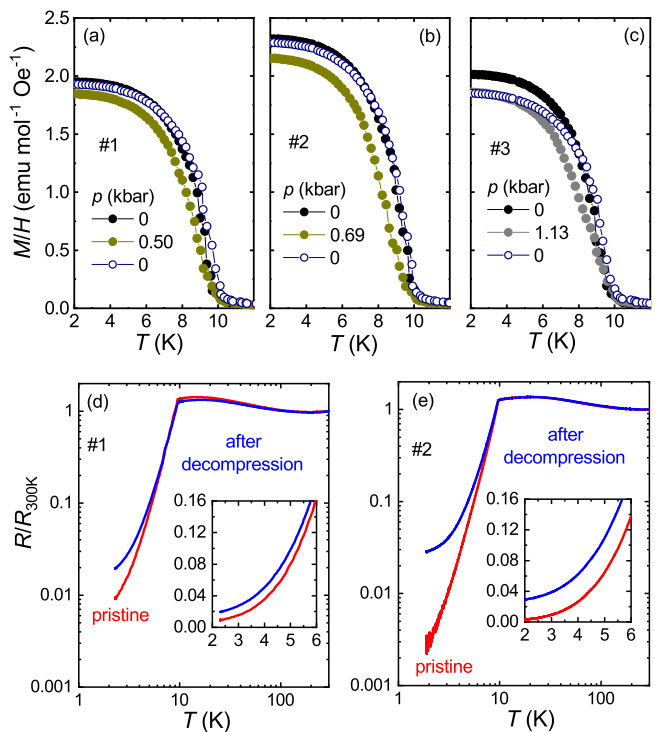 (a)
(b)
(c)
M/H (emu mol⁻¹ Oe⁻¹)
2.5
2.0
1.5
1.0
0.5
0.0
#1
p (kbar)
0
0.50
0
#2
p (kbar)
0
0.69
0
#3
p (kbar)
0
1.13
0
2 4 6 8 10
2 4 6 8 10
2 4 6 8 10 12
T (K)
T (K)
T (K)
(d)
R/R300K
1
0.1
0.01
0.001
#1
after
decompression
pristine
0.16
0.12
0.08
0.04
0.00
2 3 4 5 6
1 10 100
T (K)
(e)
1
0.1
0.01
0.001
#2
after
decompression
pristine
0.16
0.12
0.08
0.04
0.00
2 3 4 5 6
1 10 100
T (K)